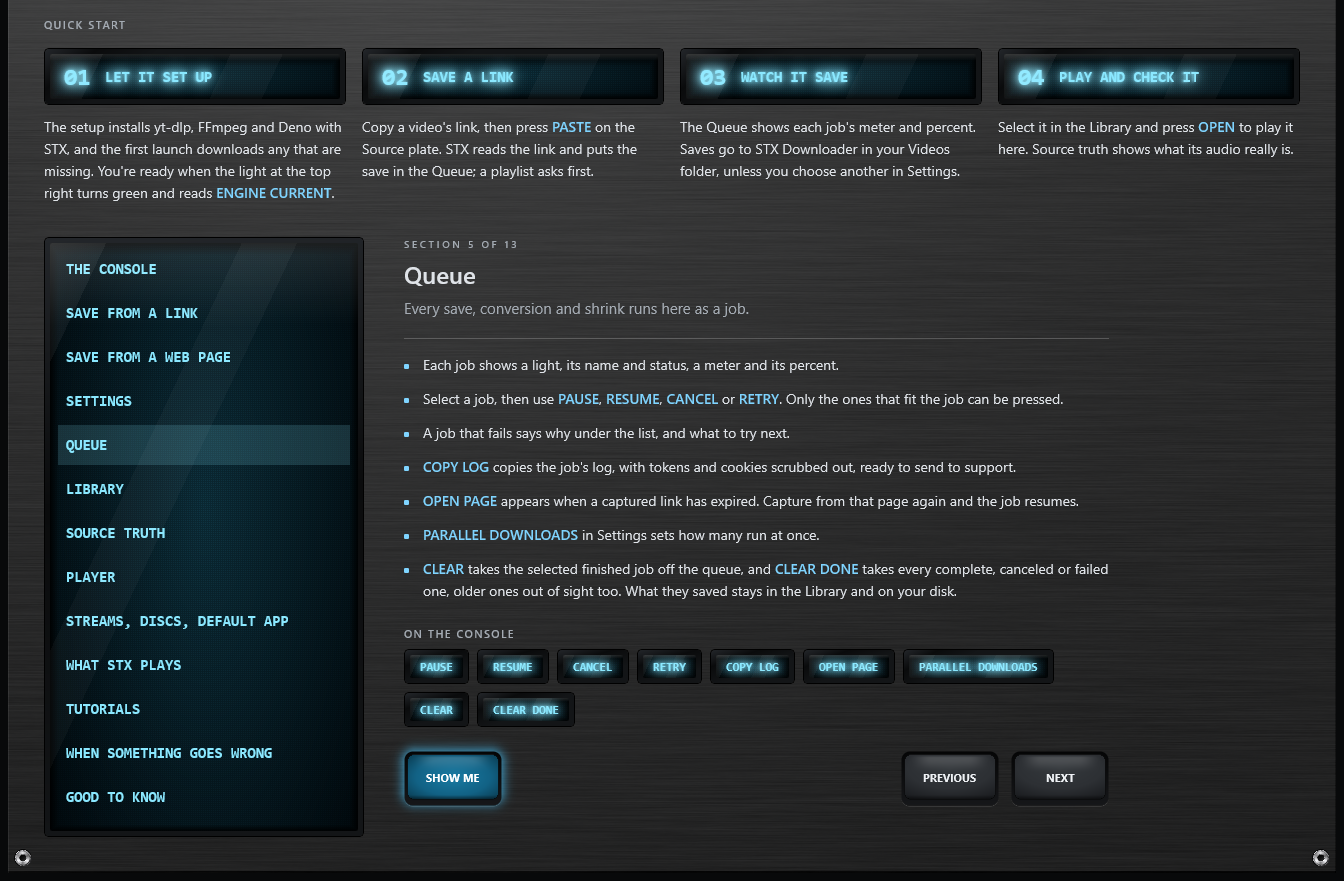 QUICK START
01 LET IT SET UP
The setup installs yt-dlp, FFmpeg and Deno with
STX, and the first launch downloads any that are
missing. You're ready when the light at the top
right turns green and reads ENGINE CURRENT.
02 SAVE A LINK
Copy a video's link, then press PASTE on the
Source plate. STX reads the link and puts the
save in the Queue; a playlist asks first.
03 WATCH IT SAVE
The Queue shows each job's meter and percent.
Saves go to STX Downloader in your Videos
folder, unless you choose another in Settings.
04 PLAY AND CHECK IT
Select it in the Library and press OPEN to play it
here. Source truth shows what its audio really is.
THE CONSOLE
SAVE FROM A LINK
SAVE FROM A WEB PAGE
SETTINGS
QUEUE
LIBRARY
SOURCE TRUTH
PLAYER
STREAMS, DISCS, DEFAULT APP
WHAT STX PLAYS
TUTORIALS
WHEN SOMETHING GOES WRONG
GOOD TO KNOW
SECTION 5 OF 13
Queue
Every save, conversion and shrink runs here as a job.
Each job shows a light, its name and status, a meter and its percent.
Select a job, then use PAUSE, RESUME, CANCEL or RETRY. Only the ones that fit the job can be pressed.
A job that fails says why under the list, and what to try next.
COPY LOG copies the job's log, with tokens and cookies scrubbed out, ready to send to support.
OPEN PAGE appears when a captured link has expired. Capture from that page again and the job resumes.
PARALLEL DOWNLOADS in Settings sets how many run at once.
CLEAR takes the selected finished job off the queue, and CLEAR DONE takes every complete, canceled or failed
one, older ones out of sight too. What they saved stays in the Library and on your disk.
ON THE CONSOLE
PAUSE RESUME CANCEL RETRY COPY LOG OPEN PAGE PARALLEL DOWNLOADS
CLEAR CLEAR DONE
SHOW ME PREVIOUS NEXT